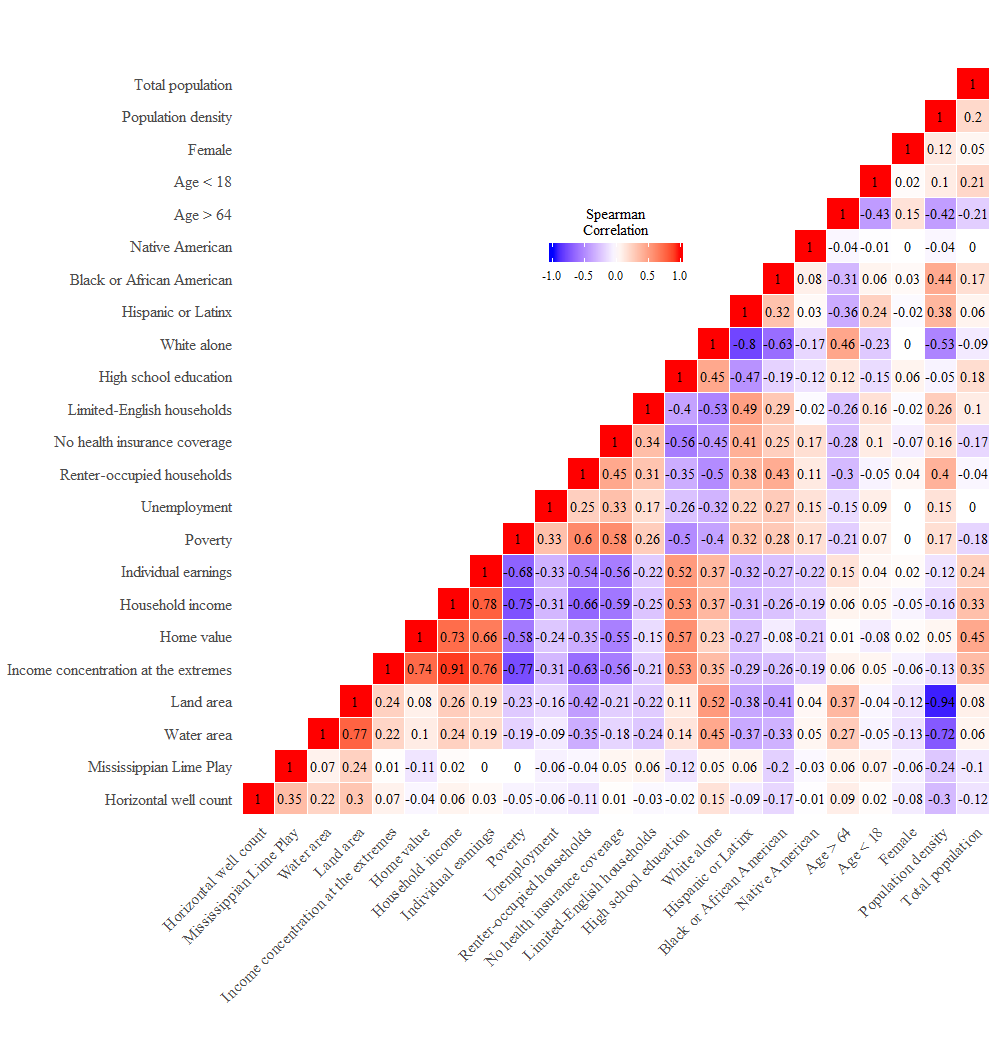 Total population 1
Population density 1 0.2
Female 1 0.12 0.05
Age < 18 1 0.02 0.1 0.21
Age > 64 1 -0.43 0.15 -0.42 -0.21
Spearman
Correlation
-1.0 -0.5 0.0 0.5 1.0
Native American 1 -0.04 -0.01 0 -0.04 0
Black or African American 1 0.08 -0.31 0.06 0.03 0.44 0.17
Hispanic or Latinx 1 0.32 0.03 -0.36 0.24 -0.02 0.38 0.06
White alone 1 -0.8 -0.63 -0.17 0.46 -0.23 0 -0.53 -0.09
High school education 1 0.45 -0.47 -0.19 -0.12 0.12 -0.15 0.06 -0.05 0.18
Limited-English households 1 -0.4 -0.53 0.49 0.29 -0.02 -0.26 0.16 -0.02 0.26 0.1
No health insurance coverage 1 0.34 -0.56 -0.45 0.41 0.25 0.17 -0.28 0.1 -0.07 0.16 -0.17
Renter-occupied households 1 0.45 0.31 -0.35 -0.5 0.38 0.43 0.11 -0.3 -0.05 0.04 0.4 -0.04
Unemployment 1 0.25 0.33 0.17 -0.26 -0.32 0.22 0.27 0.15 -0.15 0.09 0 0.15 0
Poverty 1 0.33 0.6 0.58 0.26 -0.5 -0.4 0.32 0.28 0.17 -0.21 0.07 0 0.17 -0.18
Individual earnings 1 -0.68 -0.33 -0.54 -0.56 -0.22 0.52 0.37 -0.32 -0.27 -0.22 0.15 0.04 0.02 -0.12 0.24
Household income 1 0.78 -0.75 -0.31 -0.66 -0.59 -0.25 0.53 0.37 -0.31 -0.26 -0.19 0.06 0.05 -0.05 -0.16 0.33
Home value 1 0.73 0.66 -0.58 -0.24 -0.35 -0.55 -0.15 0.57 0.23 -0.27 -0.08 -0.21 0.01 -0.08 0.02 0.05 0.45
Income concentration at the extremes 1 0.74 0.91 0.76 -0.77 -0.31 -0.63 -0.56 -0.21 0.53 0.35 -0.29 -0.26 -0.19 0.06 0.05 -0.06 -0.13 0.35
Land area 1 0.24 0.08 0.26 0.19 -0.23 -0.16 -0.42 -0.21 -0.22 0.11 0.52 -0.38 -0.41 0.04 0.37 -0.04 -0.12 -0.94 0.08
Water area 1 0.77 0.22 0.1 0.24 0.19 -0.19 -0.09 -0.35 -0.18 -0.24 0.14 0.45 -0.37 -0.33 0.05 0.27 -0.05 -0.13 -0.72 0.06
Mississippian Lime Play 1 0.07 0.24 0.01 -0.11 0.02 0 0 -0.06 -0.04 0.05 0.06 -0.12 0.05 0.06 -0.2 -0.03 0.06 0.07 -0.06 -0.24 -0.1
Horizontal well count 1 0.35 0.22 0.3 0.07 -0.04 0.06 0.03 -0.05 -0.06 -0.11 0.01 -0.03 -0.02 0.15 -0.09 -0.17 -0.01 0.09 0.02 -0.08 -0.3 -0.12
Horizontal well count
Mississippian Lime Play
Water area
Land area
Income concentration at the extremes
Home value
Household income
Individual earnings
Poverty
Unemployment
Renter-occupied households
No health insurance coverage
Limited-English households
High school education
White alone
Hispanic or Latinx
Black or African American
Native American
Age > 64
Age < 18
Female
Population density
Total population